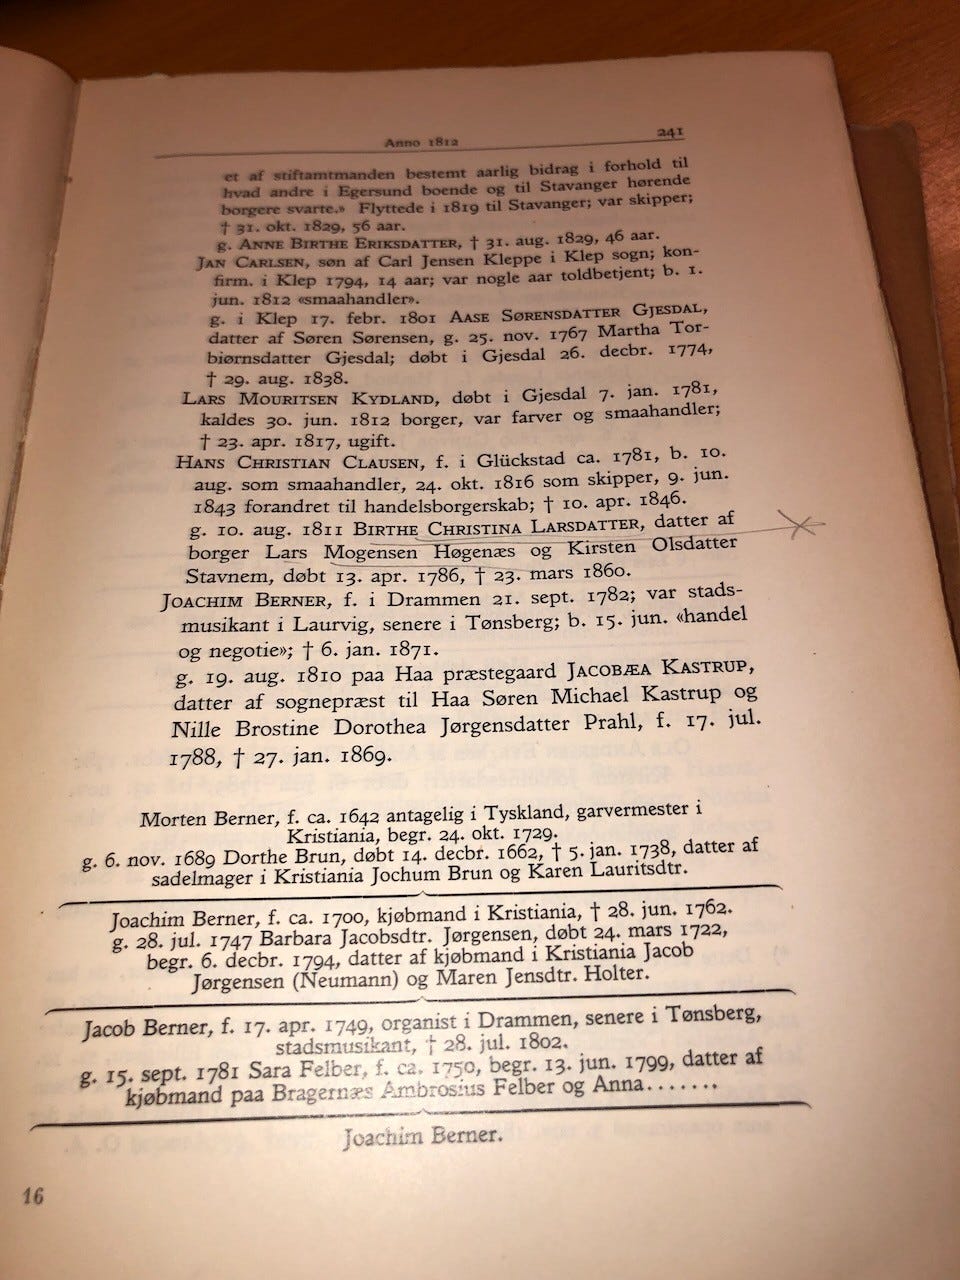 Anno 1812 241
et af stiftamtmanden bestemt aarlig bidrag i forhold til
hvad andre i Egersund boende og til Stavanger hørende
borgere svarte.» Flyttede i 1819 til Stavanger; var skipper;
† 31. okt. 1829, 56 aar.
g. ANNE BIRTHE ERIKSDATTER, † 31. aug. 1829, 46 aar.
JAN CARLSEN, søn af Carl Jensen Kleppe i Klep sogn; kon-
firm. i Klep 1794, 14 aar; var nogle aar toldbetjent; b. 1.
jun. 1812 «smaahandler».
g. i Klep 17. febr. 1801 AASE SØRENSDATTER GJESDAL,
datter af Søren Sørensen, g. 25. nov. 1767 Martha Tor-
biørnsdatter Gjesdal; døbt i Gjesdal 26. decbr. 1774,
† 29. aug. 1838.
LARS MOURITSEN KYDLAND, døbt i Gjesdal 7. jan. 1781,
kaldes 30. jun. 1812 borger, var farver og smaahandler;
† 23. apr. 1817, ugift.
HANS CHRISTIAN CLAUSEN, f. i Glückstad ca. 1781, b. 10.
aug. som smaahandler, 24. okt. 1816 som skipper, 9. jun.
1843 forandret til handelsborgerskab; † 10. apr. 1846.
g. 10. aug. 1811 BIRTHE CHRISTINA LARSDATTER, datter af
borger Lars Mogensen Høgenæs og Kirsten Olsdatter
Stavnem, døbt 13. apr. 1786, † 23. mars 1860.
JOACHIM BERNER, f. i Drammen 21. sept. 1782; var stads-
musikant i Laurvig, senere i Tønsberg; b. 15. jun. «handel
og negotie»; † 6. jan. 1871.
g. 19. aug. 1810 paa Haa præstegaard JACOBÆA KASTRUP,
datter af sognepræst til Haa Søren Michael Kastrup og
Nille Brostine Dorothea Jørgensdatter Prahl, f. 17. jul.
1788, † 27. jan. 1869.
Morten Berner, f. ca. 1642 antagelig i Tyskland, garvermester i
Kristiania, begr. 24. okt. 1729.
g. 6. nov. 1689 Dorthe Brun, døbt 14. decbr. 1662, † 5. jan. 1738, datter af
sadelmager i Kristiania Jochum Brun og Karen Lauritsdtr.
Joachim Berner, f. ca. 1700, kjøbmand i Kristiania, † 28. jun. 1762.
g. 28. jul. 1747 Barbara Jacobsdtr. Jørgensen, døbt 24. mars 1722,
begr. 6. decbr. 1794, datter af kjøbmand i Kristiania Jacob
Jørgensen (Neumann) og Maren Jensdtr. Holter.
Jacob Berner, f. 17. apr. 1749, organist i Drammen, senere i Tønsberg,
stadsmusikant, † 28. jul. 1802.
g. 15. sept. 1781 Sara Felber, f. ca. 1750, begr. 13. jun. 1799, datter af
kjøbmand paa Bragernæs Ambrosius Felber og Anna.......
Joachim Berner.
16